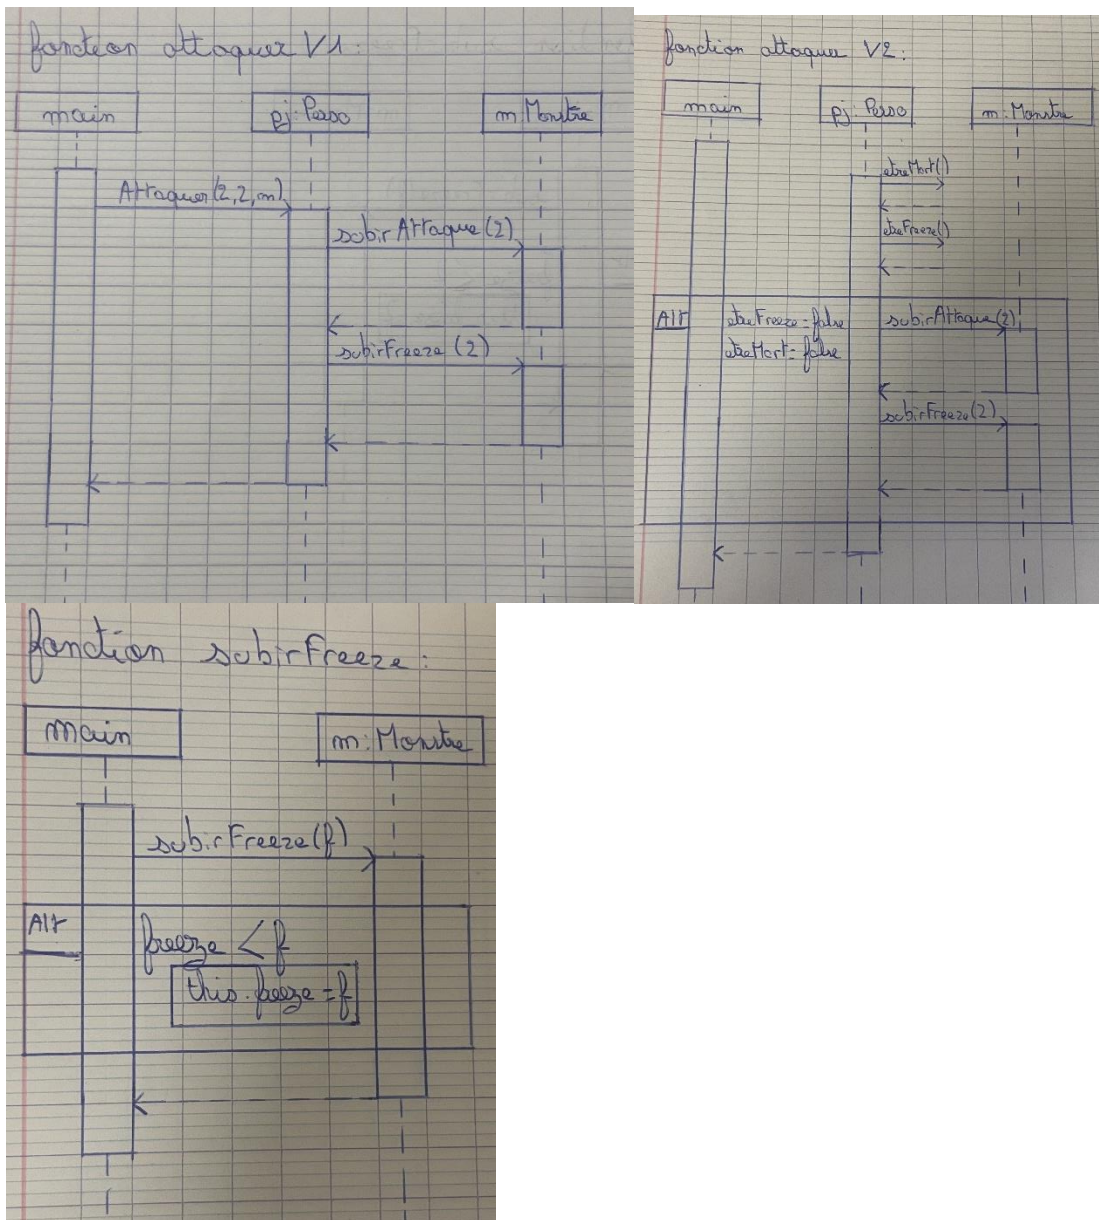 fonction attaquer V1:
main
pj: Perso
m: Monstre
Attaquer(2,2,m)
subirAttaque(2)
subirFreeze(2)
fonction attaquer V2:
main
pj: Perso
m: Monstre
etreMort()
etreFreeze()
Alt
etreFreeze=false
subirAttaque(2)
etreMort=false
subirFreeze(2)
fonction subirFreeze:
main
m: Monstre
subirFreeze(f)
Alt
freeze < f
this.freeze = f